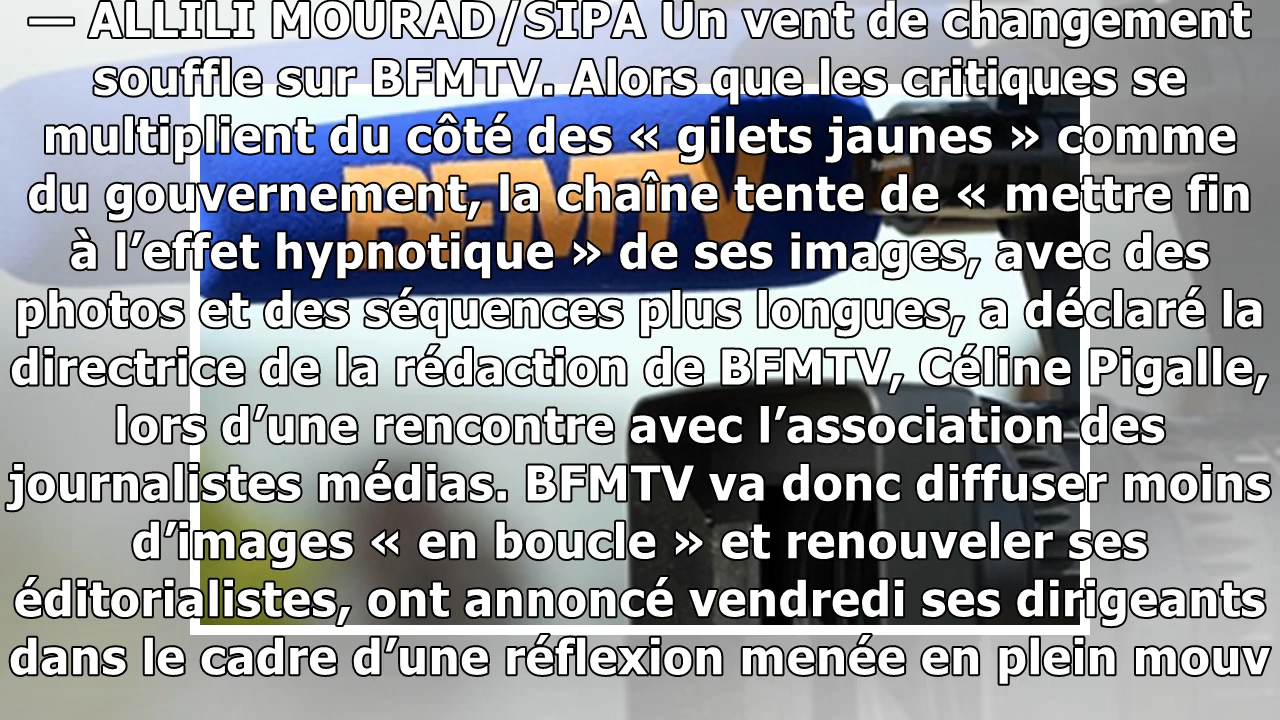 — ALLILI MOURAD/SIPA Un vent de changement
souffle sur BFMTV. Alors que les critiques se
multiplient du côté des « gilets jaunes » comme
du gouvernement, la chaîne tente de « mettre fin
à l’effet hypnotique » de ses images, avec des
photos et des séquences plus longues, a déclaré la
directrice de la rédaction de BFMTV, Céline Pigalle,
lors d’une rencontre avec l’association des
journalistes médias. BFMTV va donc diffuser moins
d’images « en boucle » et renouveler ses
éditorialistes, ont annoncé vendredi ses dirigeants
dans le cadre d’une réflexion menée en plein mouv
BFMTV